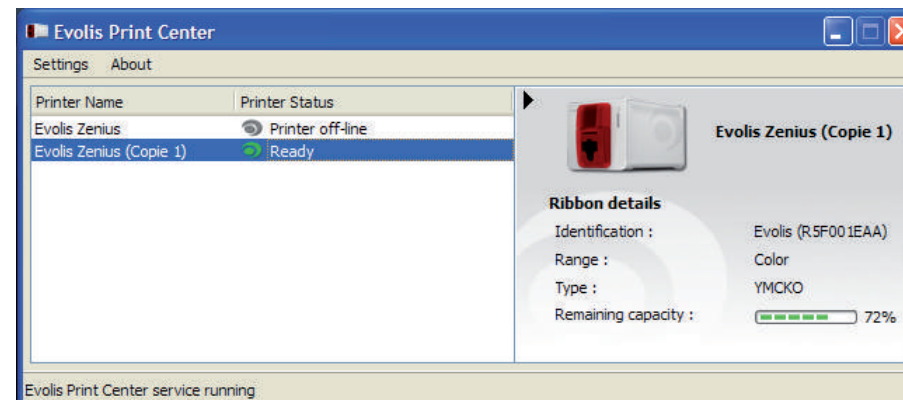 Evolis Print Center
Settings About
Printer Name Printer Status
Evolis Zenius Printer off-line
Evolis Zenius (Copie 1) Ready
Evolis Zenius (Copie 1)
Ribbon details
Identification : Evolis (R5F001EAA)
Range : Color
Type : YMCKO
Remaining capacity : 72%
Evolis Print Center service running